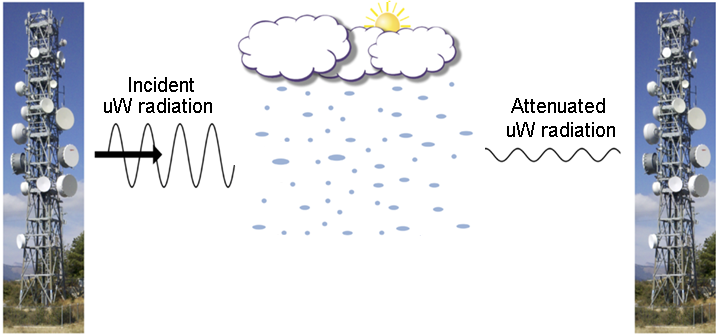 Incident
uW radiation
Attenuated
uW radiation